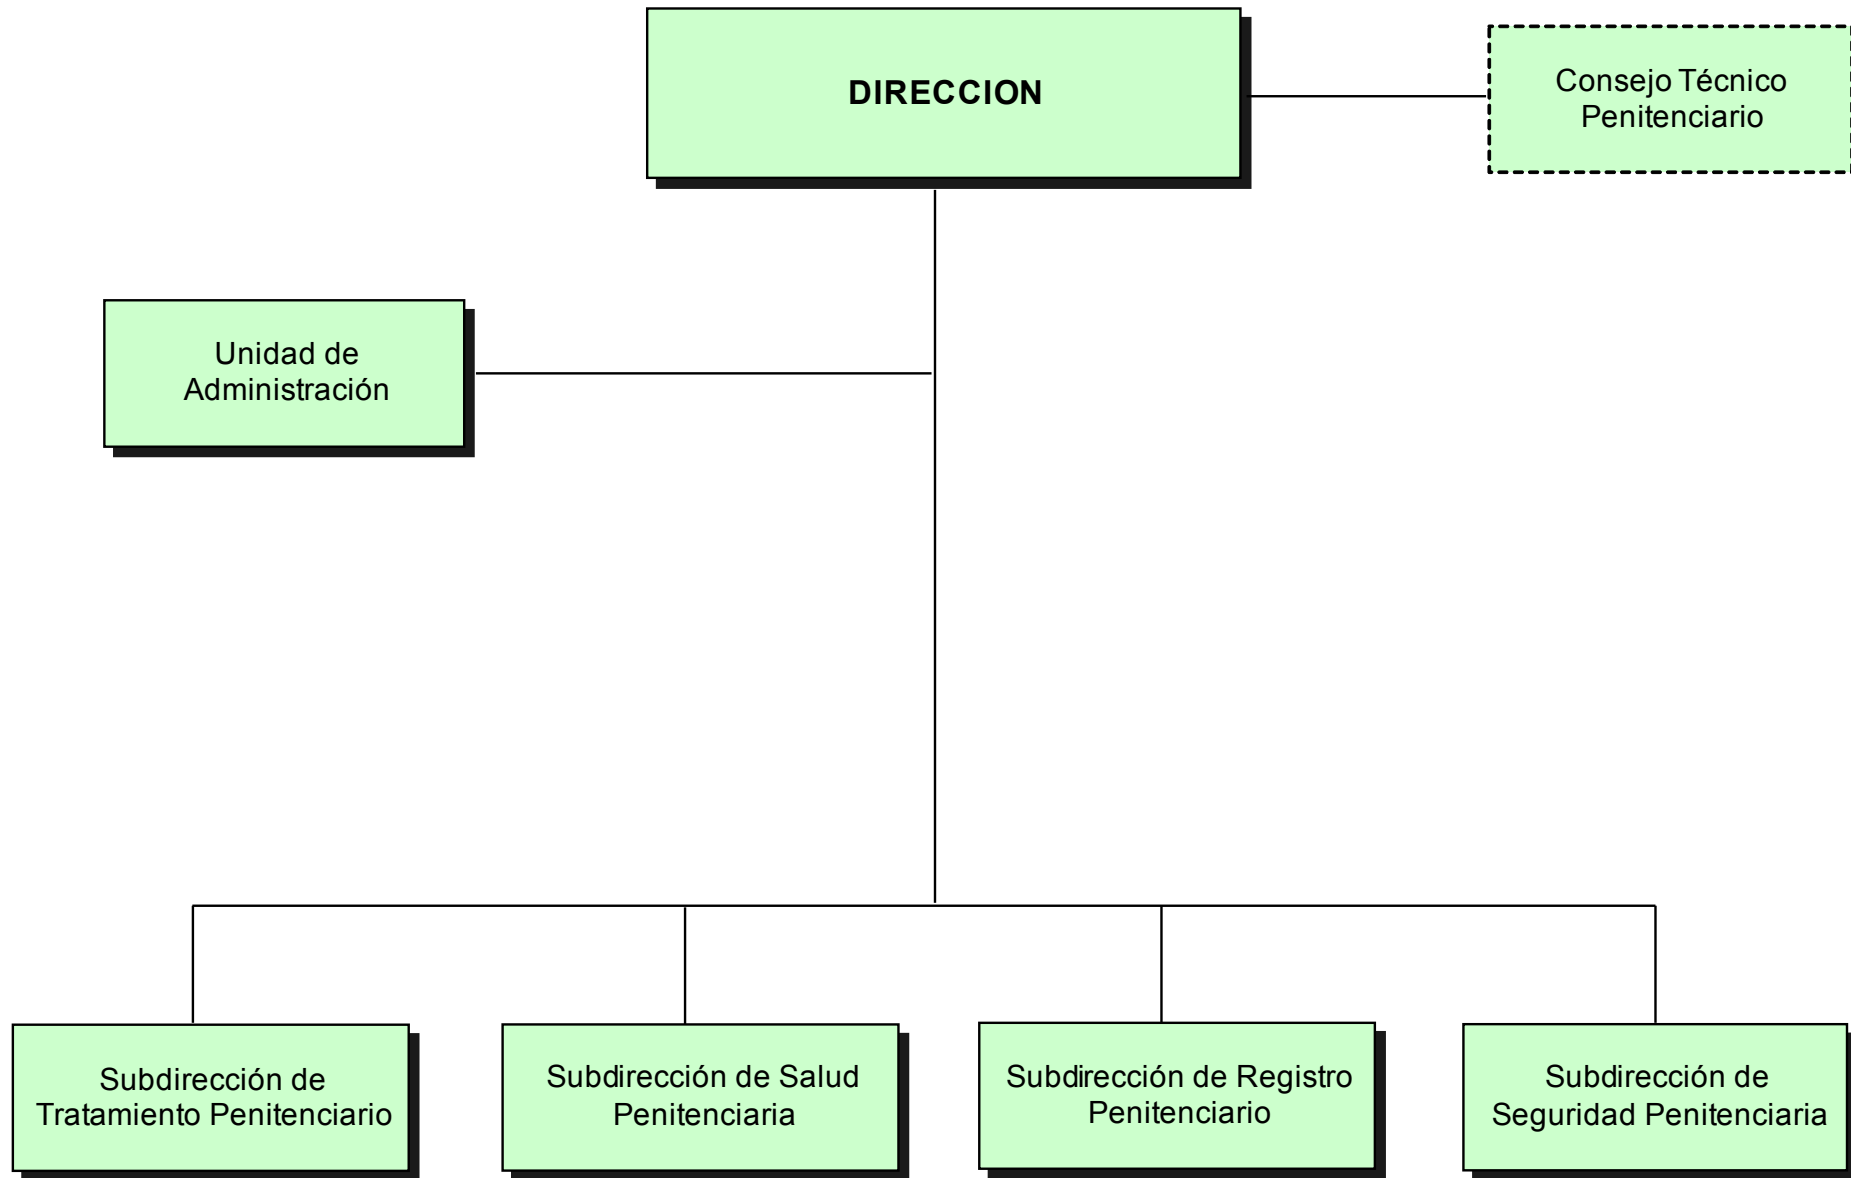 DIRECCION
Consejo Técnico
Penitenciario
Unidad de
Administración
Subdirección de
Tratamiento Penitenciario
Subdirección de Salud
Penitenciaria
Subdirección de Registro
Penitenciario
Subdirección de
Seguridad Penitenciaria